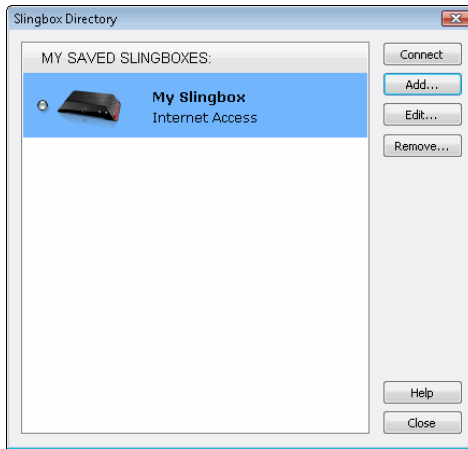 Slingbox Directory
MY SAVED SLINGBOXES:
My Slingbox
Internet Access
Connect
Add...
Edit...
Remove...
Help
Close